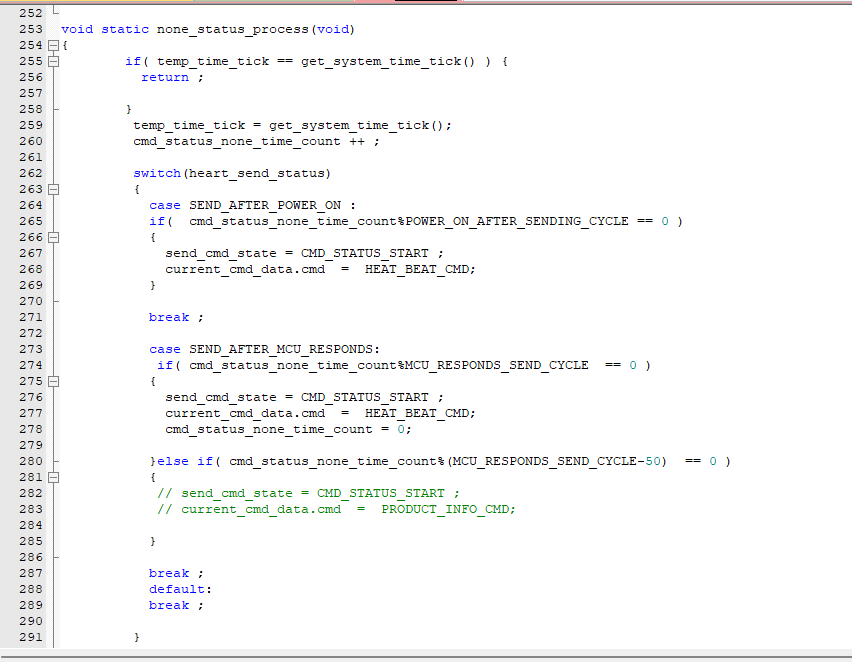 252
253 void static none_status_process(void)
254 {
255 if( temp_time_tick == get_system_time_tick() ) {
256 return ;
257
258 }
259 temp_time_tick = get_system_time_tick();
260 cmd_status_none_time_count ++ ;
261
262 switch(heart_send_status)
263 {
264 case SEND_AFTER_POWER_ON :
265 if(  cmd_status_none_time_count%POWER_ON_AFTER_SENDING_CYCLE == 0 )
266 {
267 send_cmd_state = CMD_STATUS_START ;
268 current_cmd_data.cmd  =  HEAT_BEAT_CMD;
269 }
270
271 break ;
272
273 case SEND_AFTER_MCU_RESPONDS:
274 if( cmd_status_none_time_count%MCU_RESPONDS_SEND_CYCLE  == 0 )
275 {
276 send_cmd_state = CMD_STATUS_START ;
277 current_cmd_data.cmd  =  HEAT_BEAT_CMD;
278 cmd_status_none_time_count = 0;
279
280 }else if( cmd_status_none_time_count%(MCU_RESPONDS_SEND_CYCLE-50)  == 0 )
281 {
282 // send_cmd_state = CMD_STATUS_START ;
283 // current_cmd_data.cmd  =  PRODUCT_INFO_CMD;
284
285 }
286
287 break ;
288 default:
289 break ;
290
291 }